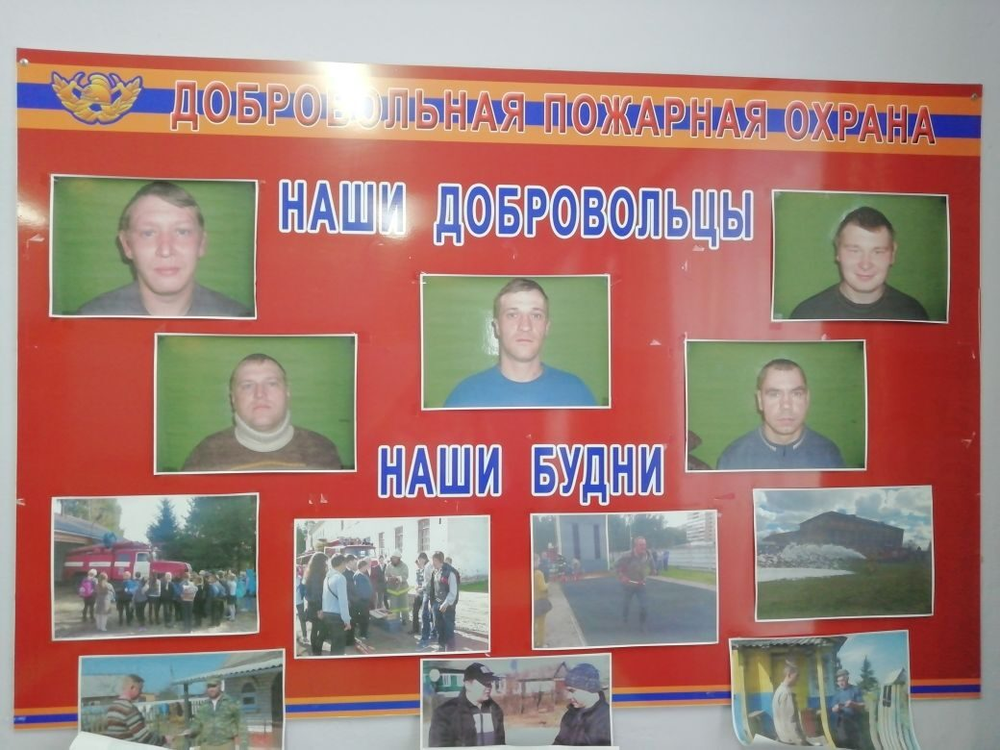 ДОБРОВОЛЬНАЯ ПОЖАРНАЯ ОХРАНА
НАШИ ДОБРОВОЛЬЦЫ
НАШИ БУДНИ